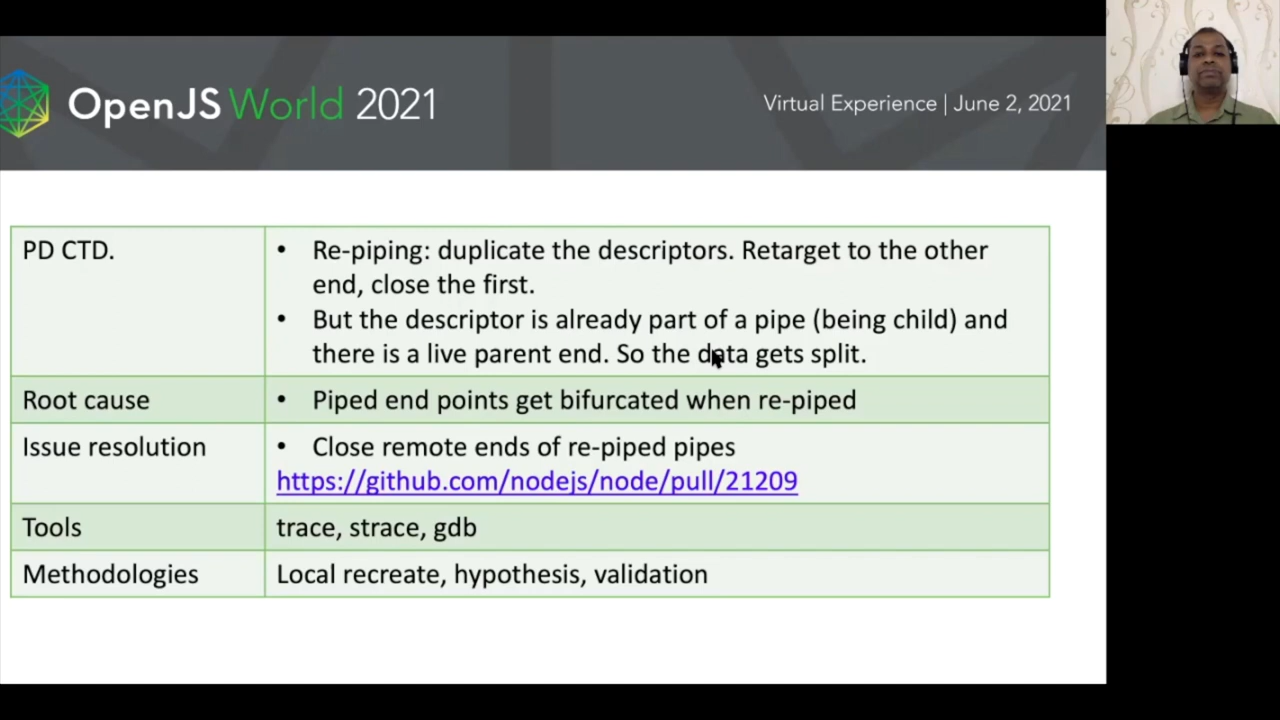 OpenJS World 2021
Virtual Experience | June 2, 2021
PD CTD.
• Re-piping: duplicate the descriptors. Retarget to the other
end, close the first.
• But the descriptor is already part of a pipe (being child) and
there is a live parent end. So the data gets split.
Root cause
• Piped end points get bifurcated when re-piped
Issue resolution
• Close remote ends of re-piped pipes
https://github.com/nodejs/node/pull/21209
Tools
trace, strace, gdb
Methodologies
Local recreate, hypothesis, validation